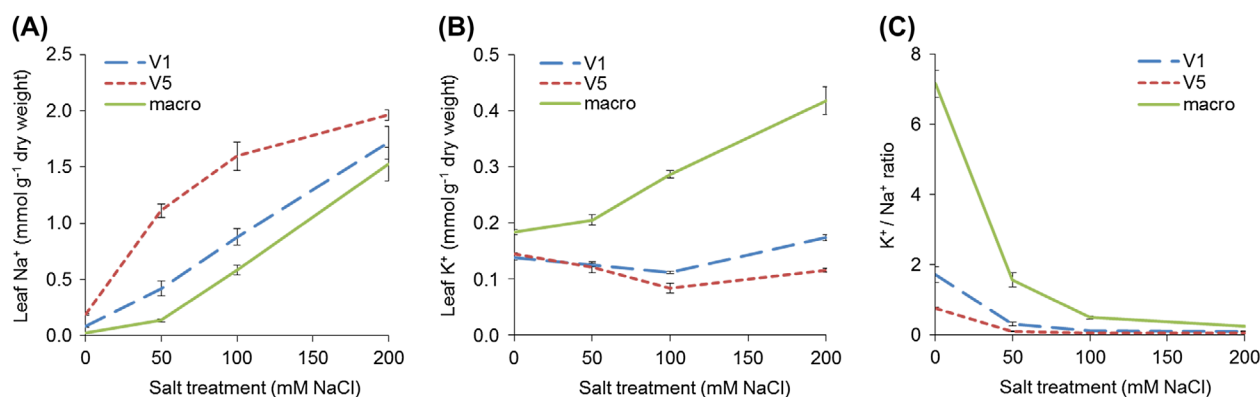 (A)
2.5
2.0
1.5
1.0
0.5
0.0
0 50 100 150 200
Leaf Na⁺ (mmol g⁻¹ dry weight)
Salt treatment (mM NaCl)
V1
V5
macro
(B)
0.5
0.4
0.3
0.2
0.1
0.0
0 50 100 150 200
Leaf K⁺ (mmol g⁻¹ dry weight)
Salt treatment (mM NaCl)
V1
V5
macro
(C)
8
6
4
2
0
0 50 100 150 200
K⁺ / Na⁺ ratio
Salt treatment (mM NaCl)
V1
V5
macro